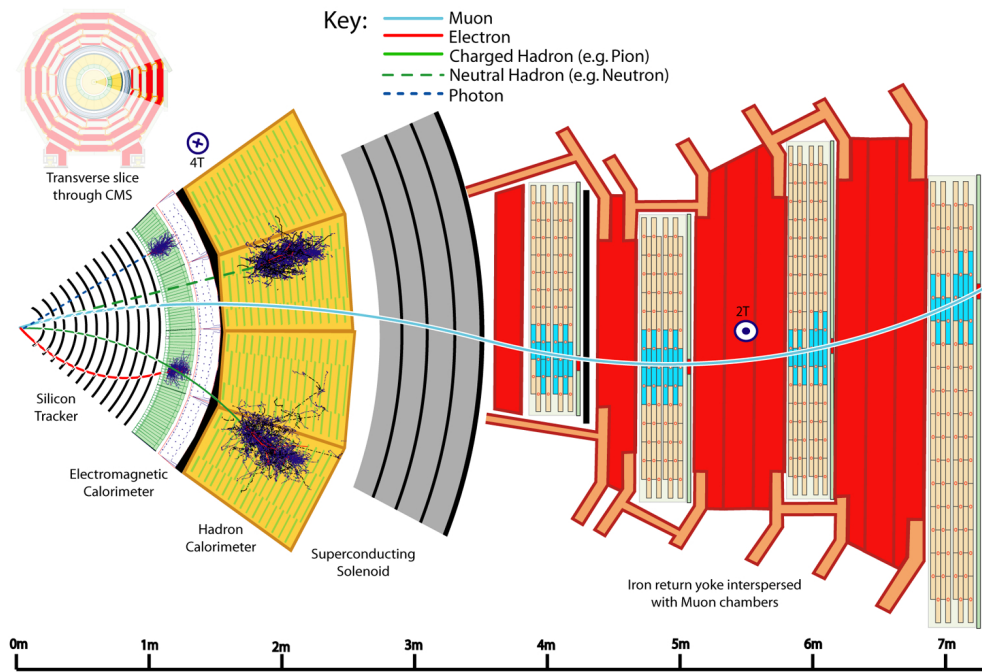 Key:
Muon
Electron
Charged Hadron (e.g. Pion)
Neutral Hadron (e.g. Neutron)
Photon
4T
Transverse slice
through CMS
2T
Silicon
Tracker
Electromagnetic
Calorimeter
Hadron
Calorimeter
Superconducting
Solenoid
Iron return yoke interspersed
with Muon chambers
0m 1m 2m 3m 4m 5m 6m 7m